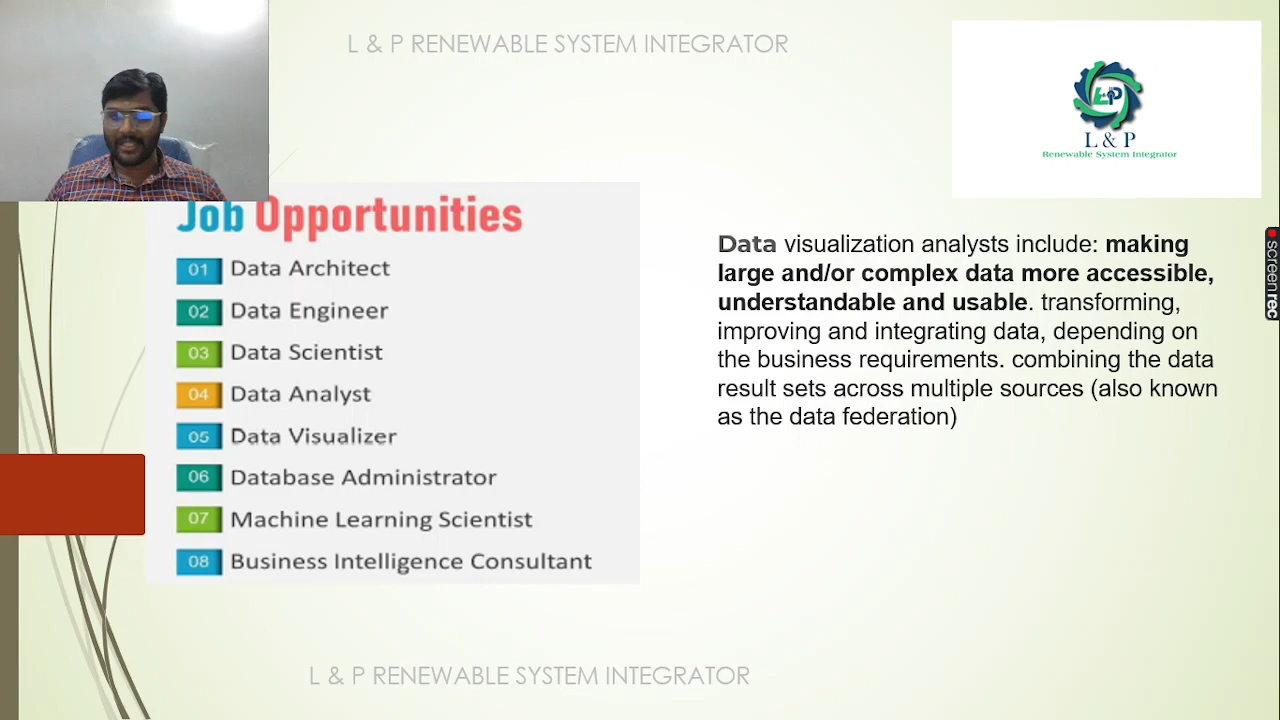 L & P RENEWABLE SYSTEM INTEGRATOR
L&P
L & P
Renewable System Integrator
Job Opportunities
01 Data Architect
02 Data Engineer
03 Data Scientist
04 Data Analyst
05 Data Visualizer
06 Database Administrator
07 Machine Learning Scientist
08 Business Intelligence Consultant
Data visualization analysts include: making
large and/or complex data more accessible,
understandable and usable. transforming,
improving and integrating data, depending on
the business requirements. combining the data
result sets across multiple sources (also known
as the data federation)
screenrec
L & P RENEWABLE SYSTEM INTEGRATOR